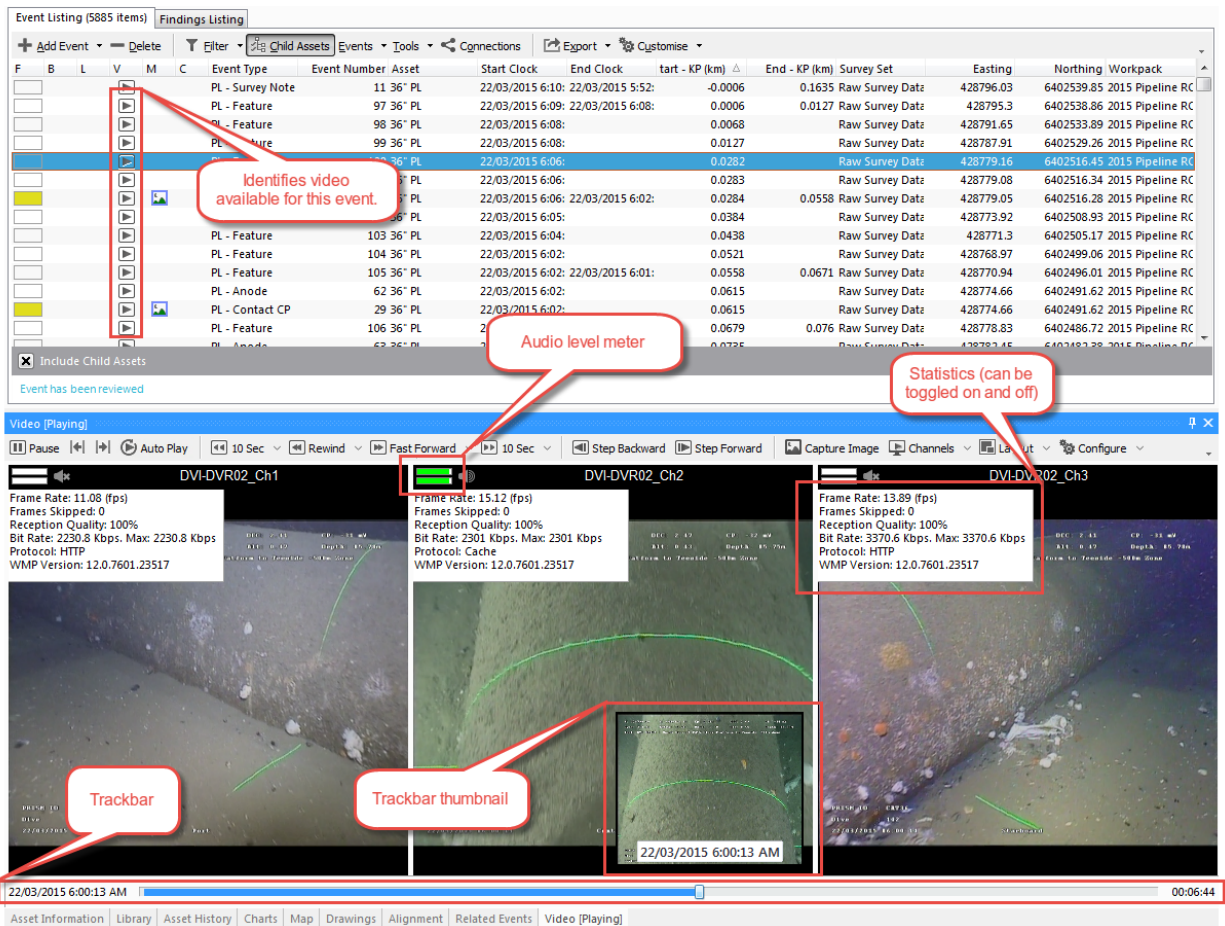 Event Listing (5885 items) Findings Listing
Add Event Delete Filter Child Assets Events Tools Connections Export Customise
F B L V M C Event Type Event Number Asset Start Clock End Clock tart - KP (km) End - KP (km) Survey Set Easting Northing Workpack
PL - Survey Note 11 36" PL 22/03/2015 6:10: 22/03/2015 5:52: -0.0006 0.1635 Raw Survey Data 428796.03 6402539.85 2015 Pipeline RC
PL - Feature 97 36" PL 22/03/2015 6:09: 22/03/2015 6:08: 0.0006 0.0127 Raw Survey Data 428795.3 6402538.86 2015 Pipeline RC
PL - Feature 98 36" PL 22/03/2015 6:08: 0.0068 Raw Survey Data 428791.65 6402533.89 2015 Pipeline RC
99 36" PL 22/03/2015 6:08: 0.0127 Raw Survey Data 428787.91 6402529.26 2015 Pipeline RC
36" PL 22/03/2015 6:06: 0.0282 Raw Survey Data 428779.16 6402516.45 2015 Pipeline RC
PL 22/03/2015 6:06: 0.0283 Raw Survey Data 428779.08 6402516.34 2015 Pipeline RC
PL 22/03/2015 6:06: 22/03/2015 6:02: 0.0284 0.0558 Raw Survey Data 428779.05 6402516.28 2015 Pipeline RC
PL 22/03/2015 6:05: 0.0384 Raw Survey Data 428773.92 6402508.93 2015 Pipeline RC
PL - Feature 103 36" PL 22/03/2015 6:04: 0.0438 Raw Survey Data 428771.3 6402505.17 2015 Pipeline RC
PL - Feature 104 36" PL 22/03/2015 6:02: 0.0521 Raw Survey Data 428768.97 6402499.06 2015 Pipeline RC
PL - Feature 105 36" PL 22/03/2015 6:02: 22/03/2015 6:01: 0.0558 0.0671 Raw Survey Data 428770.94 6402496.01 2015 Pipeline RC
PL - Anode 62 36" PL 22/03/2015 6:02: 0.0615 Raw Survey Data 428774.66 6402491.62 2015 Pipeline RC
PL - Contact CP 29 36" PL 22/03/2015 6:02: 0.0615 Raw Survey Data 428774.66 6402491.62 2015 Pipeline RC
PL - Feature 106 36" PL 0.0679 0.076 Raw Survey Data 428778.83 6402486.72 2015 Pipeline RC
PL - Anode 63 36" PL 0.0735 Raw Survey Data 428782.45 6402482.38 2015 Pipeline RC
Identifies video
available for this event.
Include Child Assets
Event has been reviewed
Audio level meter
Statistics (can be
toggled on and off)
Video [Playing]
Pause Auto Play 10 Sec Rewind Fast Forward 10 Sec Step Backward Step Forward Capture Image Channels Configure
DVI-DVR02_Ch1
Frame Rate: 11.08 (fps)
Frames Skipped: 0
Reception Quality: 100%
Bit Rate: 2230.8 Kbps. Max: 2230.8 Kbps
Protocol: HTTP
WMP Version: 12.0.7601.23517
DVI-DVR02_Ch2
Frame Rate: 15.12 (fps)
Frames Skipped: 0
Reception Quality: 100%
Bit Rate: 2301 Kbps. Max: 2301 Kbps
Protocol: Cache
WMP Version: 12.0.7601.23517
DVI-DVR02_Ch3
Frame Rate: 13.89 (fps)
Frames Skipped: 0
Reception Quality: 100%
Bit Rate: 3370.6 Kbps. Max: 3370.6 Kbps
Protocol: HTTP
WMP Version: 12.0.7601.23517
Trackbar
Trackbar thumbnail
22/03/2015 6:00:13 AM
22/03/2015 6:00:13 AM 00:06:44
Asset Information Library Asset History Charts Map Drawings Alignment Related Events Video [Playing]